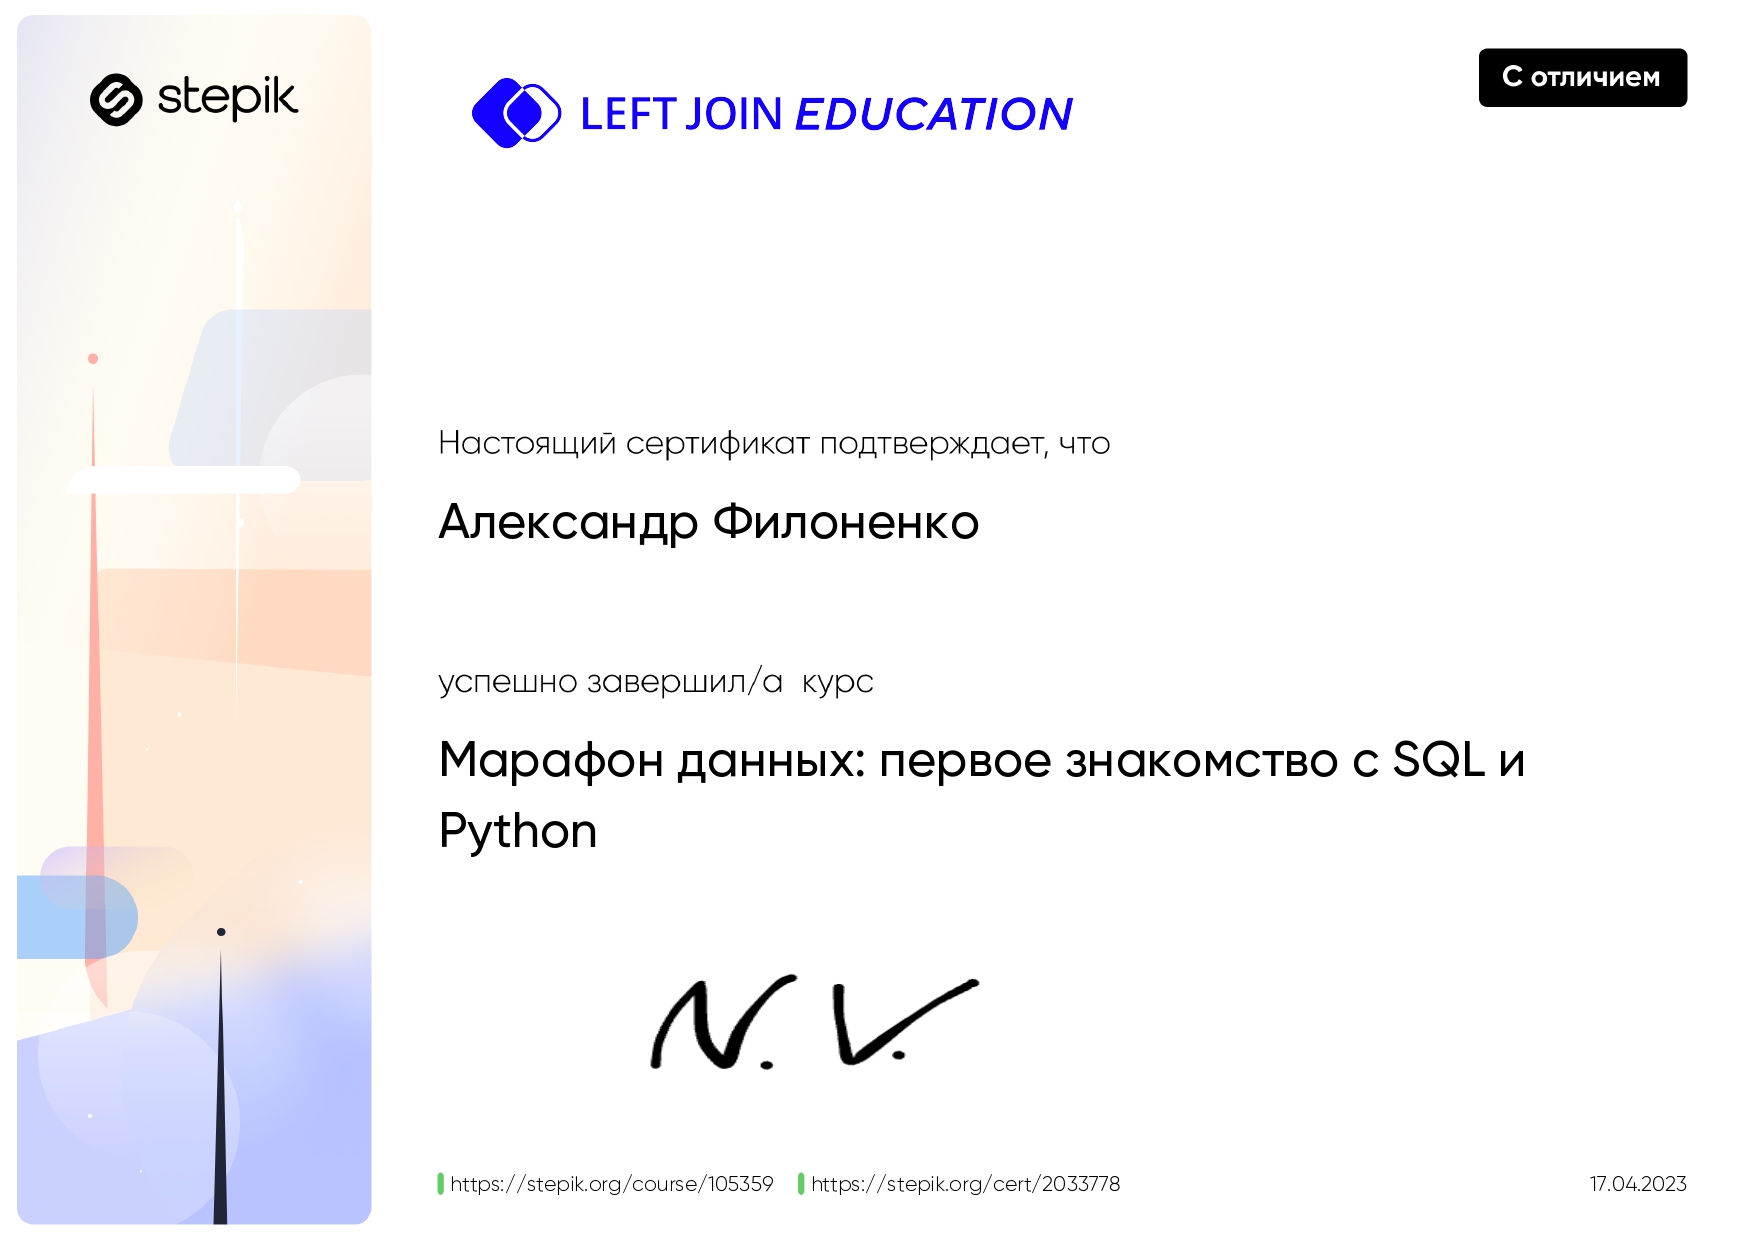 stepik
LEFT JOIN EDUCATION
С отличием
Настоящий сертификат подтверждает, что
Александр Филоненко
успешно завершил/а курс
Марафон данных: первое знакомство с SQL и
Python
N. V.
https://stepik.org/course/105359
https://stepik.org/cert/2033778
17.04.2023